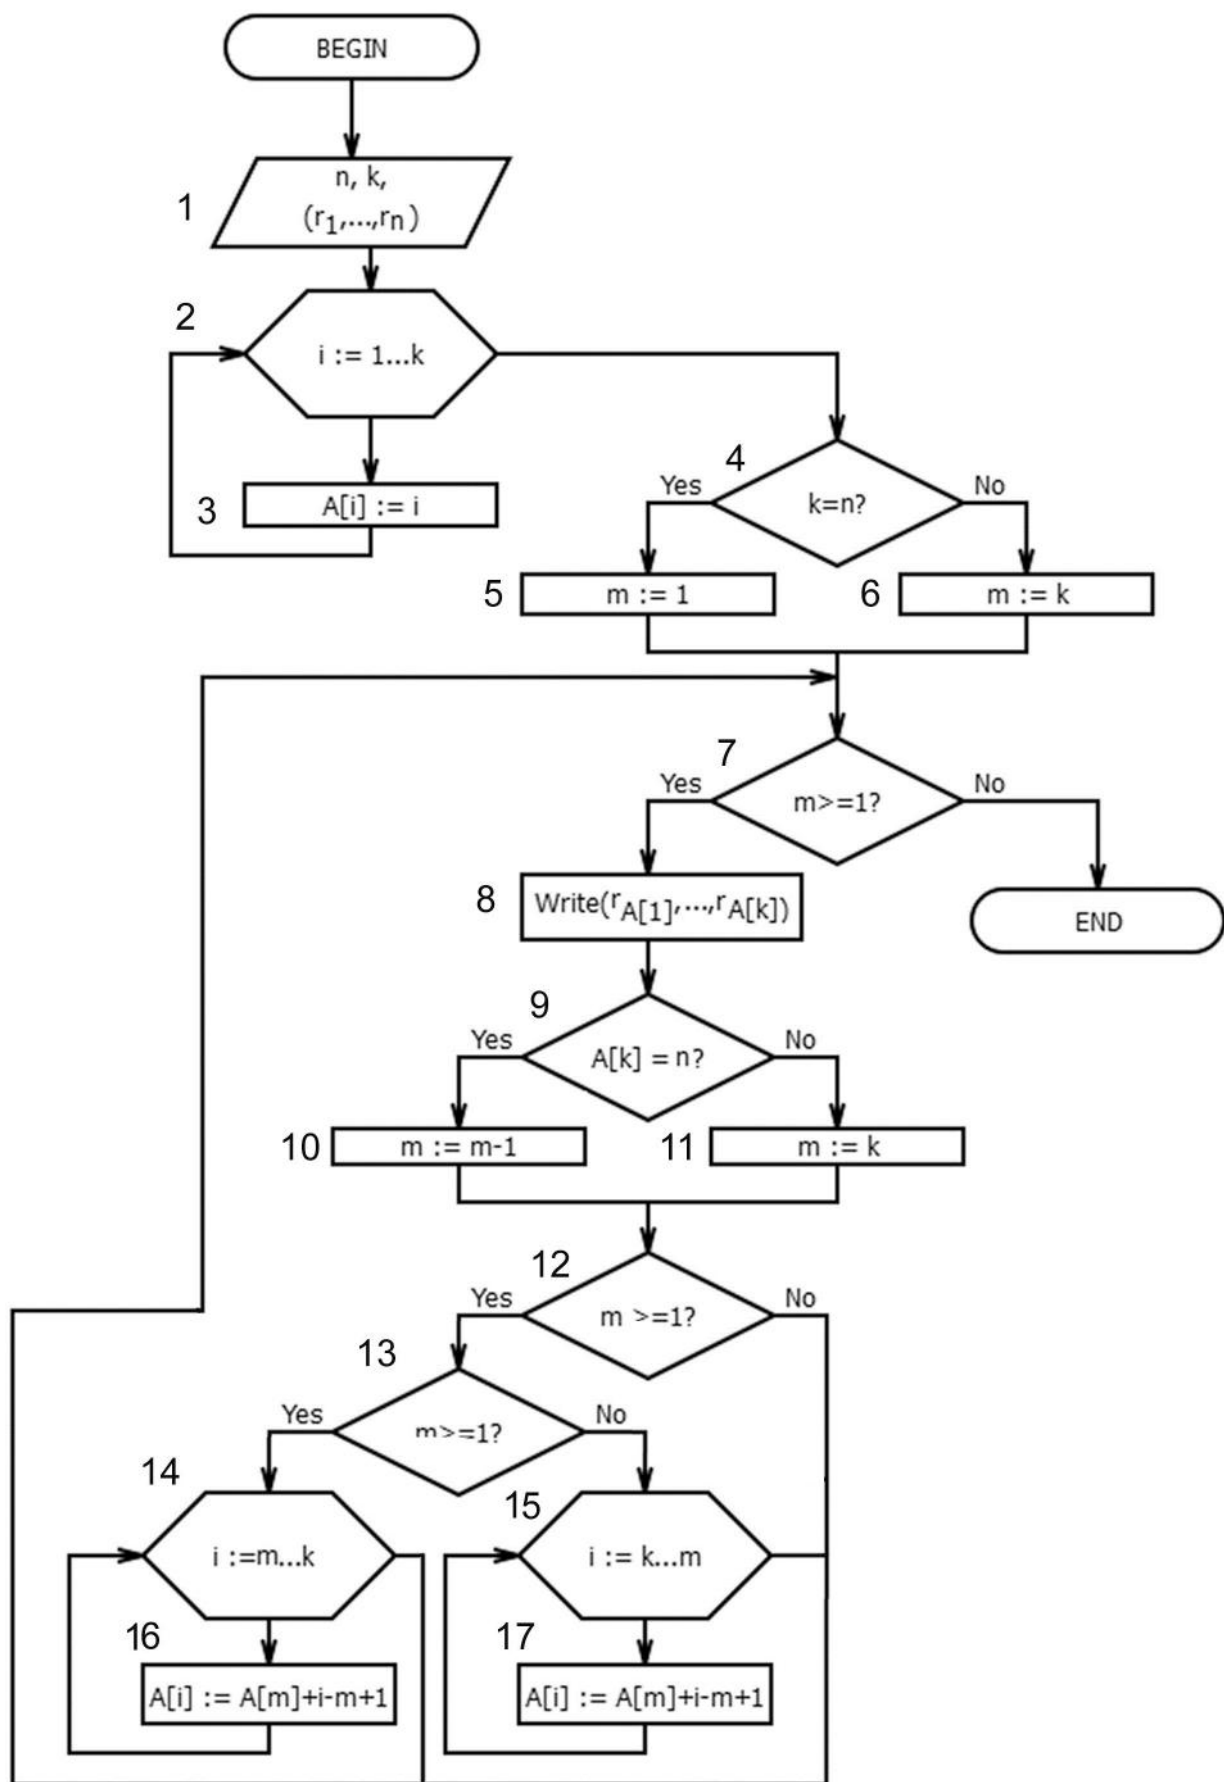 BEGIN
1
n, k,
(r1,...,rn)
2
i := 1...k
3
A[i] := i
4
Yes
k=n?
No
5
m := 1
6
m := k
7
Yes
m>=1?
No
8
Write(rA[1],...,rA[k])
END
9
Yes
A[k] = n?
No
10
m := m-1
11
m := k
12
Yes
m >=1?
No
13
Yes
m>=1?
No
14
i :=m...k
15
i := k...m
16
A[i] := A[m]+i-m+1
17
A[i] := A[m]+i-m+1